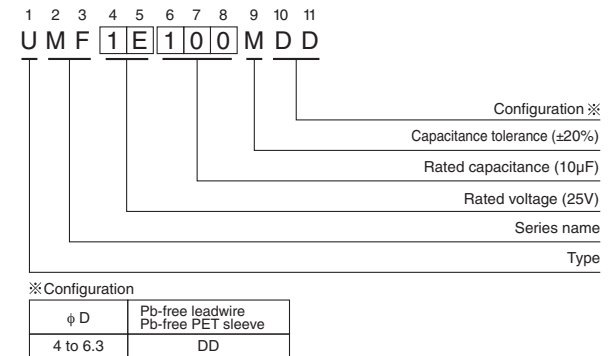 1 2 3 4 5 6 7 8 9 10 11
U M F 1 E 1 0 0 M D D
Configuration ※
Capacitance tolerance (±20%)
Rated capacitance (10µF)
Rated voltage (25V)
Series name
Type
※Configuration
ϕ D
Pb-free leadwire
Pb-free PET sleeve
4 to 6.3 DD